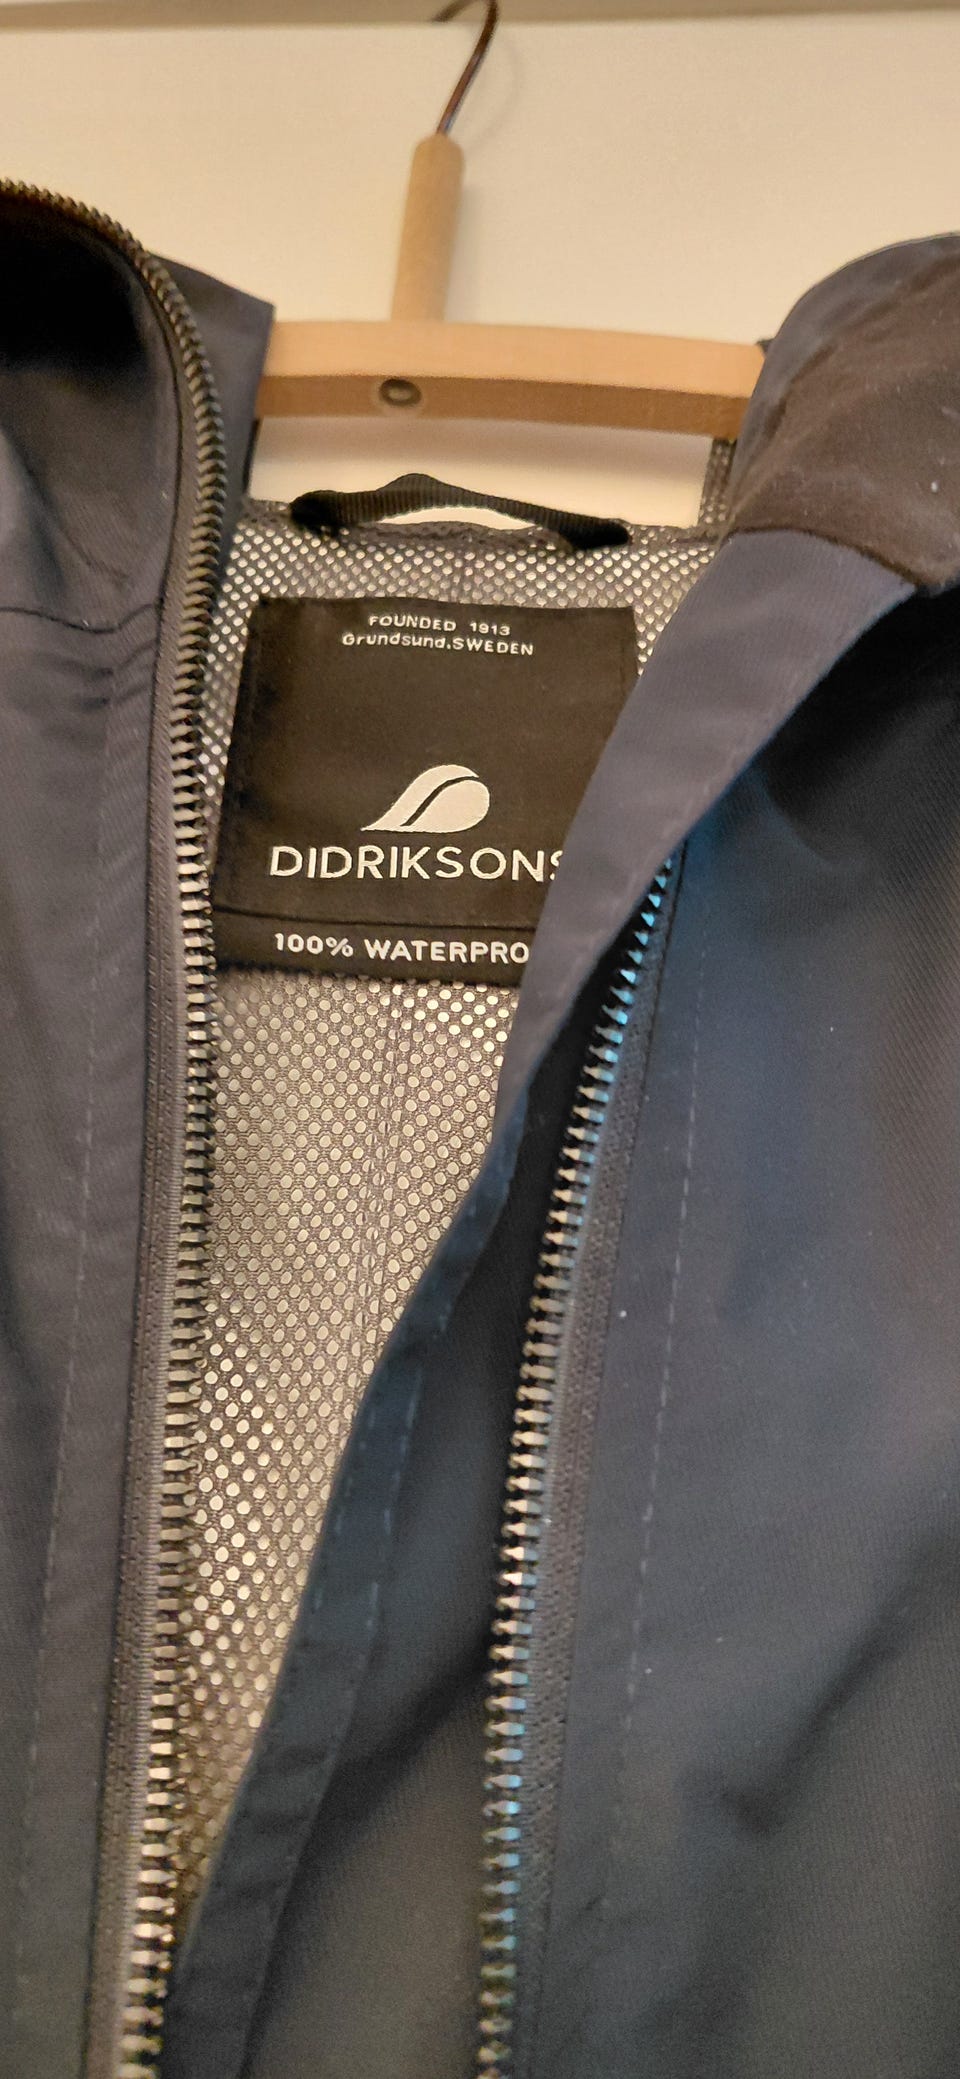 FOUNDED 1913
Grundsund.SWEDEN
DIDRIKSONS
100% WATERPRO